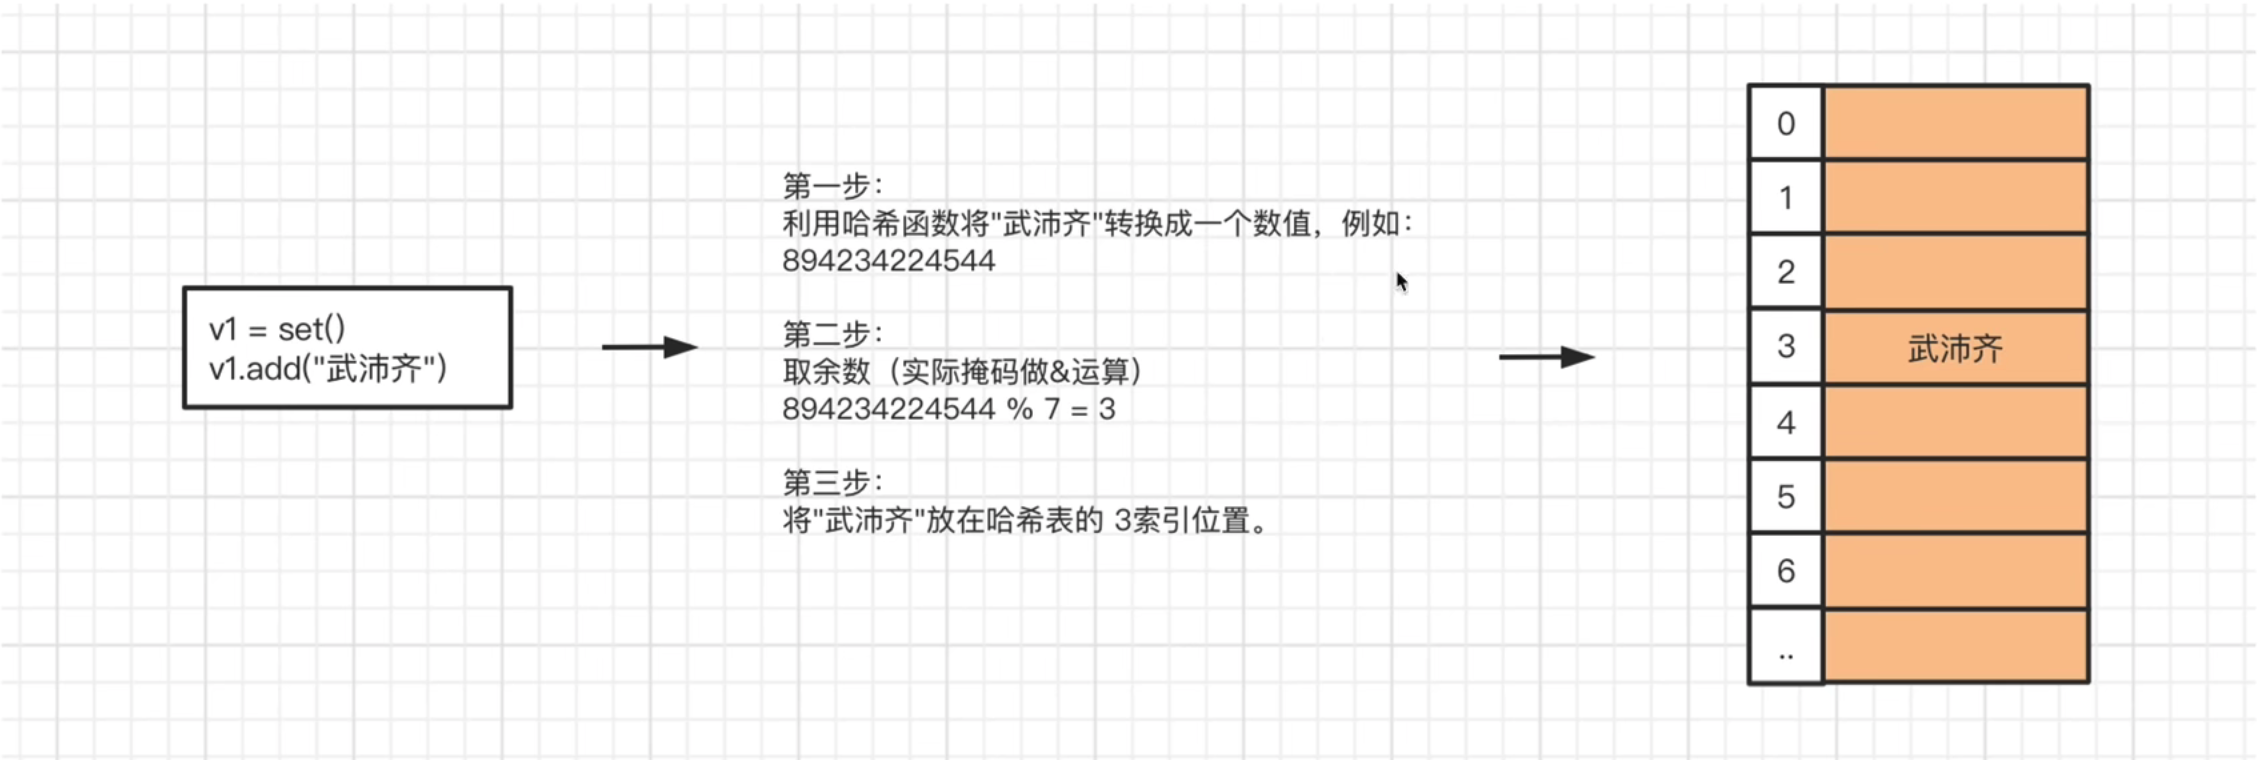 v1 = set()
v1.add("武沛齐")
第一步：
利用哈希函数将"武沛齐"转换成一个数值，例如：
894234224544
第二步：
取余数（实际掩码做&运算）
894234224544 % 7 = 3
第三步：
将"武沛齐"放在哈希表的 3索引位置。
0
1
2
3 武沛齐
4
5
6
..